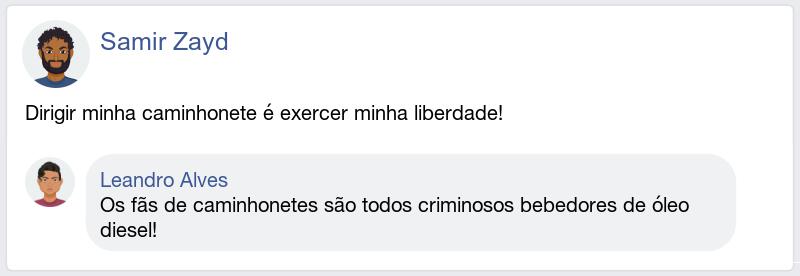 Samir Zayd
Dirigir minha caminhonete é exercer minha liberdade!
Leandro Alves
Os fãs de caminhonetes são todos criminosos bebedores de óleo
diesel!